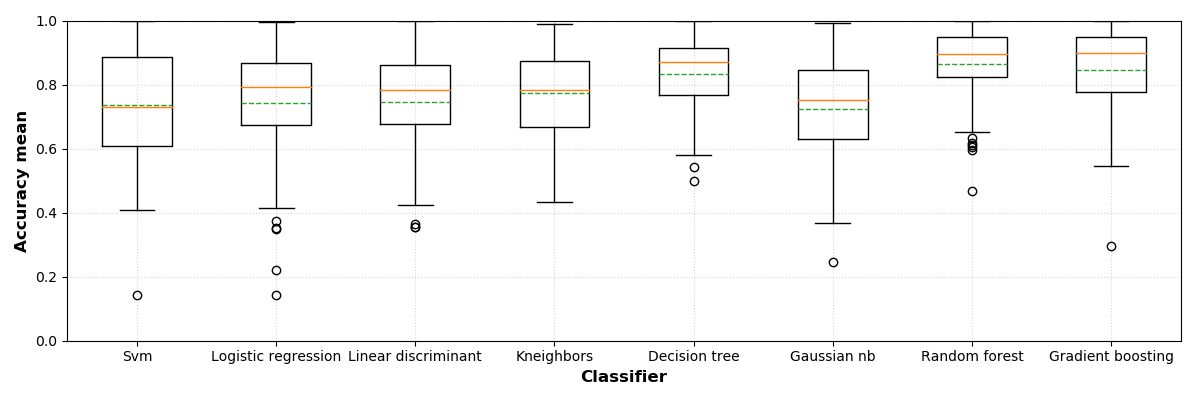 1.0
0.8
0.6
0.4
0.2
0.0
Accuracy mean
Svm Logistic regression Linear discriminant Kneighbors Decision tree Gaussian nb Random forest Gradient boosting
Classifier